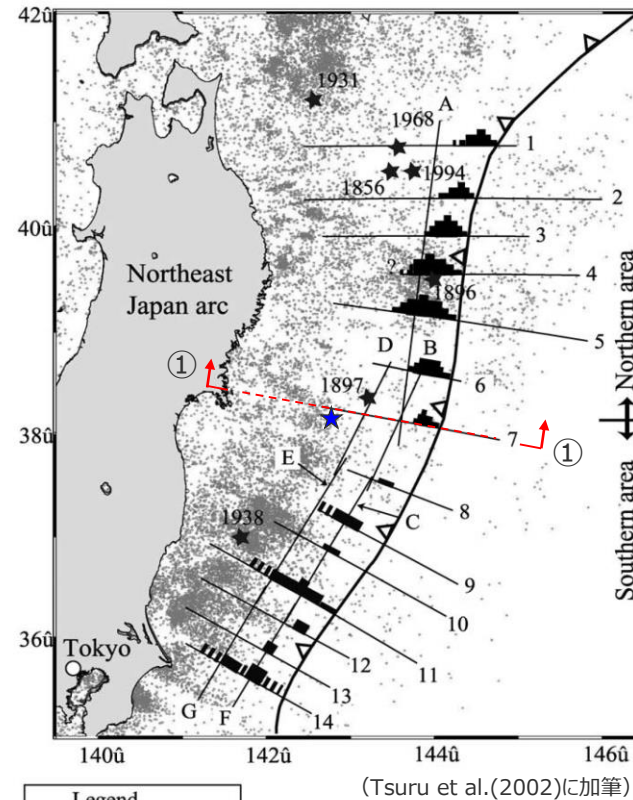 42û
40û
38û
36û
140û
142û
144û
146û
1931
A
1968
1
1856
1994
2
3
Northeast
Japan arc
?
1896
4
5
D
B
①
1897
6
7
①
Northern area
Southern area
E
8
C
1938
9
10
11
Tokyo
12
13
G
F
14
Legend
（Tsuru et al.(2002)に加筆）